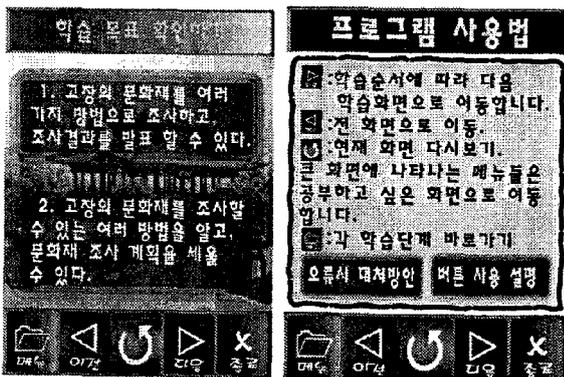 학습 목표 확인하기
1. 고장의 문화재를 여러
가지 방법으로 조사하고,
조사결과를 발표 할 수 있다.
2. 고장의 문화재를 조사할
수 있는 여러 방법을 알고,
문화재 조사 계획을 세울
수 있다.
메뉴 이전 다음 종료
프로그램 사용법
:학습순서에 따라 다음
학습화면으로 이동합니다.
:전 화면으로 이동.
:현재 화면 다시보기.
큰 화면에 나타나는 메뉴들은
공부하고 싶은 화면으로 이동
합니다.
:각 학습단계 바로가기
오류시 대처방안 버튼 사용 설명
메뉴 이전 다음 종료